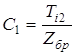 C₁ = Tᵢ₂ / Zбр